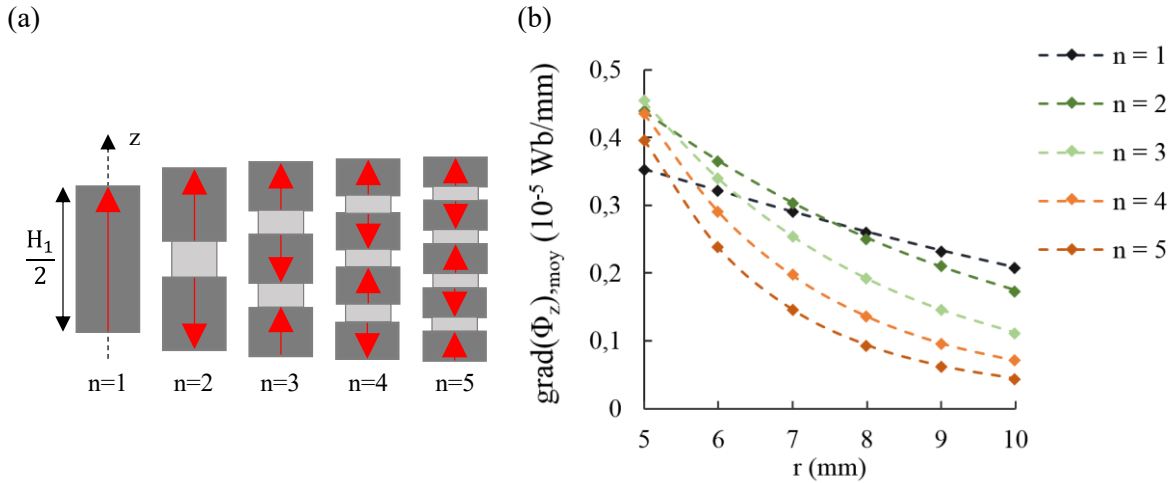 (a)
(b)
z
H1
2
n=1
n=2
n=3
n=4
n=5
grad(Φz),moy (10-5 Wb/mm)
0,5
0,4
0,3
0,2
0,1
0
5
6
7
8
9
10
r (mm)
n = 1
n = 2
n = 3
n = 4
n = 5